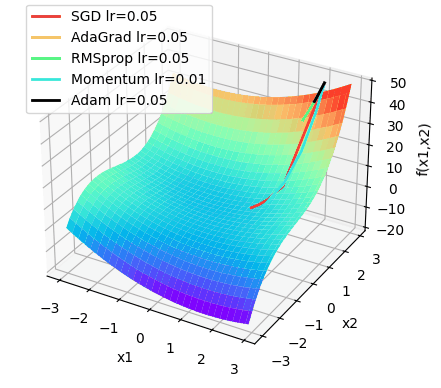 SGD lr=0.05
AdaGrad lr=0.05
RMSprop lr=0.05
Momentum lr=0.01
Adam lr=0.05
50
40
30
20
10
0
−10
−20
f(x1,x2)
−3
−2
−1
0
1
2
3
x1
−3
−2
−1
0
1
2
3
x2